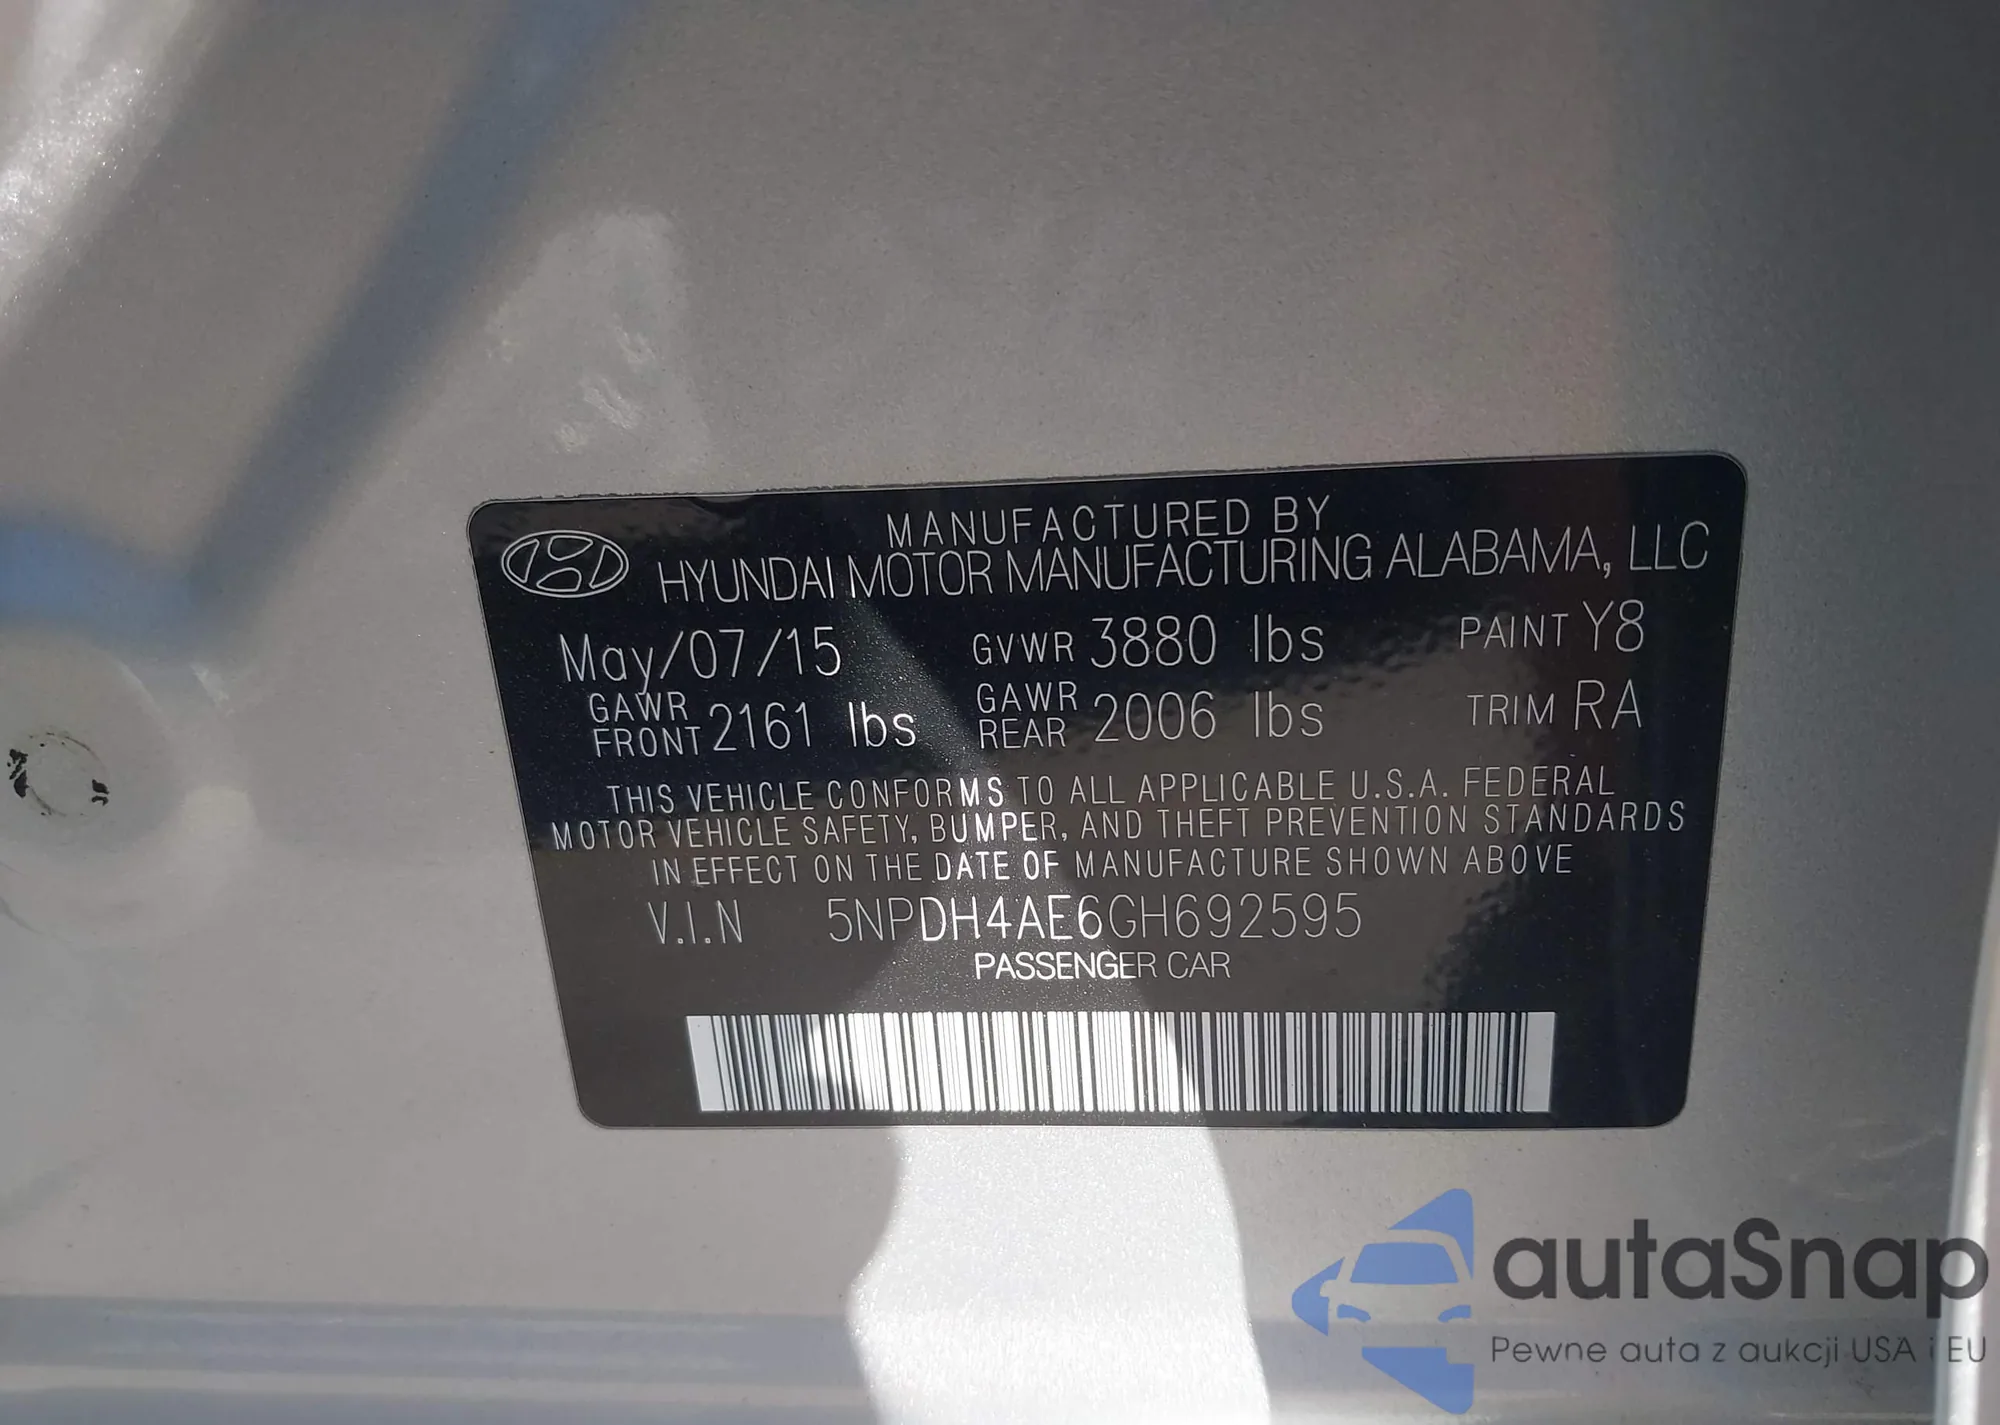 MANUFACTURED BY
HYUNDAI MOTOR MANUFACTURING ALABAMA, LLC
May/07/15 GVWR 3880 lbs PAINT Y8
GAWR FRONT 2161 lbs GAWR REAR 2006 lbs TRIM RA
THIS VEHICLE CONFORMS TO ALL APPLICABLE U.S.A. FEDERAL
MOTOR VEHICLE SAFETY, BUMPER, AND THEFT PREVENTION STANDARDS
IN EFFECT ON THE DATE OF MANUFACTURE SHOWN ABOVE
V.I.N 5NPDH4AE6GH692595
PASSENGER CAR
autaSnap
Pewne auta z aukcji USA i EU